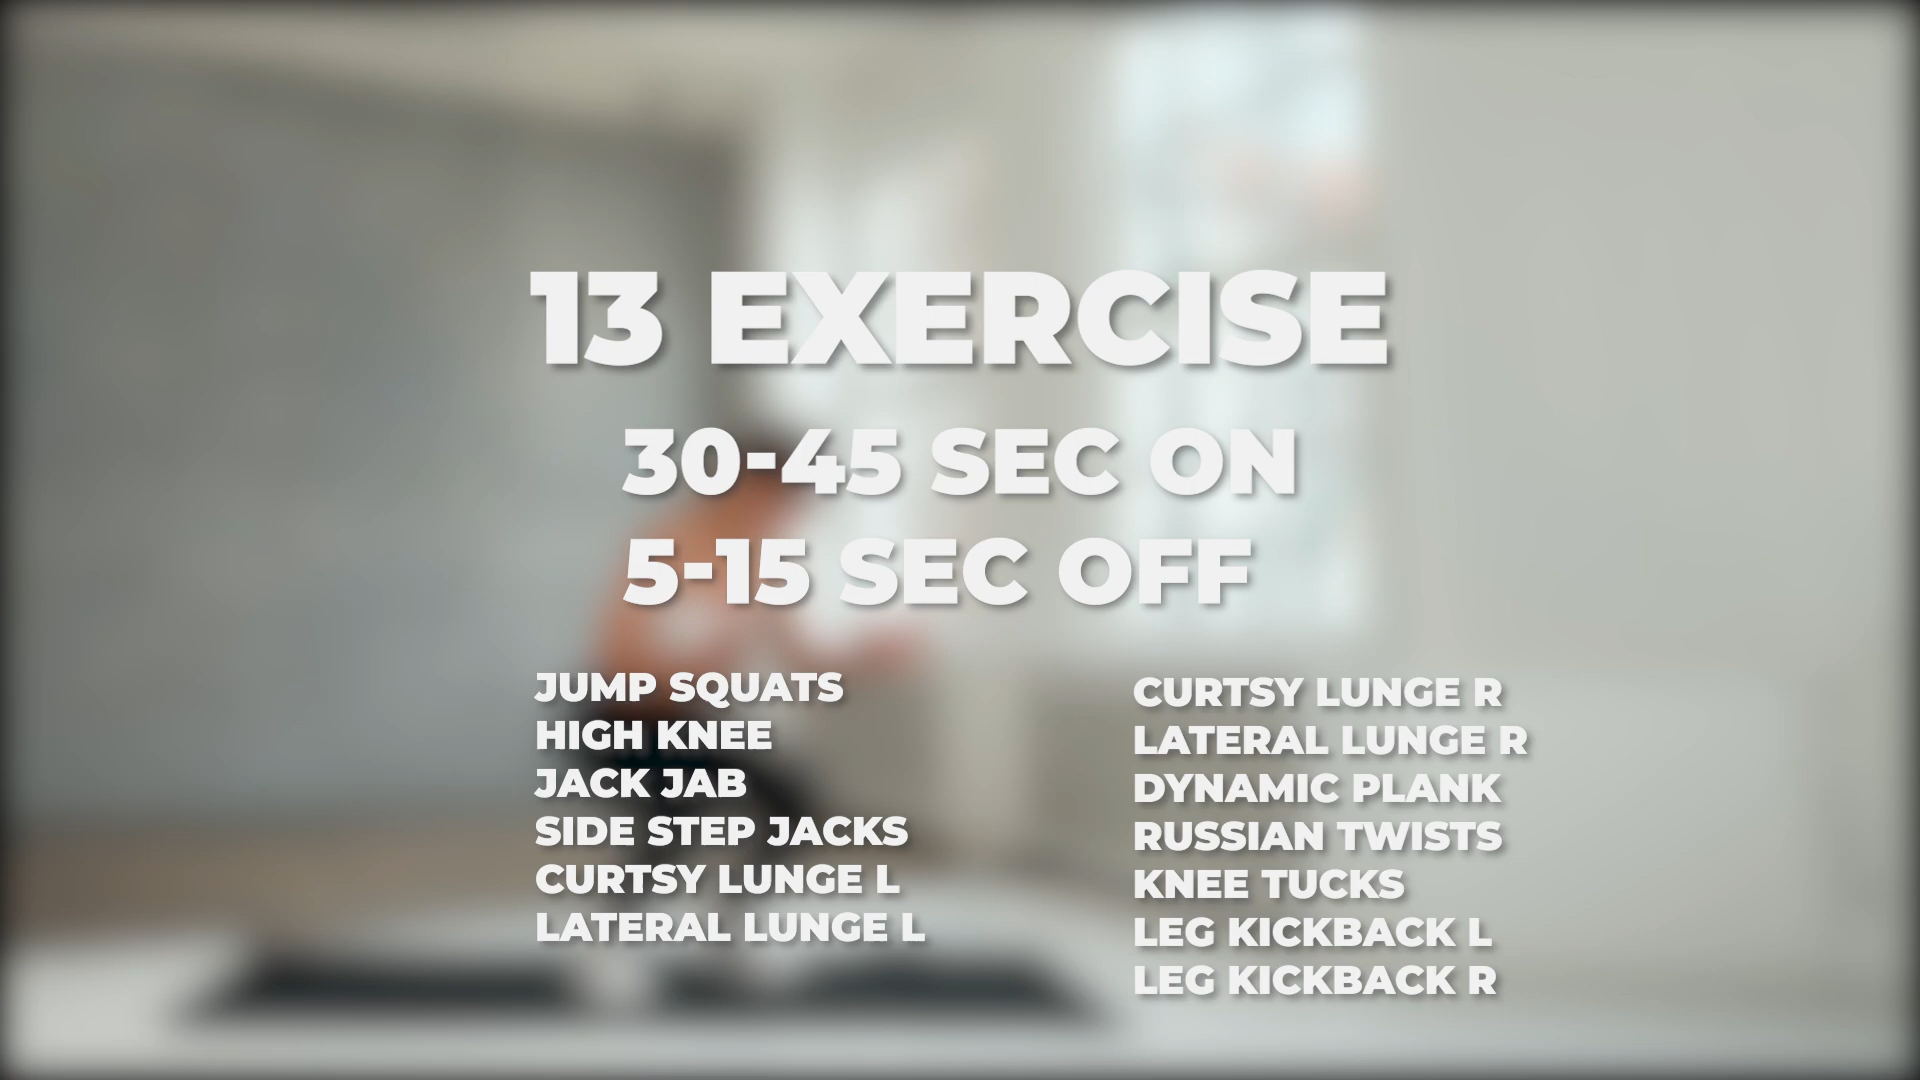 13 EXERCISE
30-45 SEC ON
5-15 SEC OFF
JUMP SQUATS
HIGH KNEE
JACK JAB
SIDE STEP JACKS
CURTSY LUNGE L
LATERAL LUNGE L
CURTSY LUNGE R
LATERAL LUNGE R
DYNAMIC PLANK
RUSSIAN TWISTS
KNEE TUCKS
LEG KICKBACK L
LEG KICKBACK R